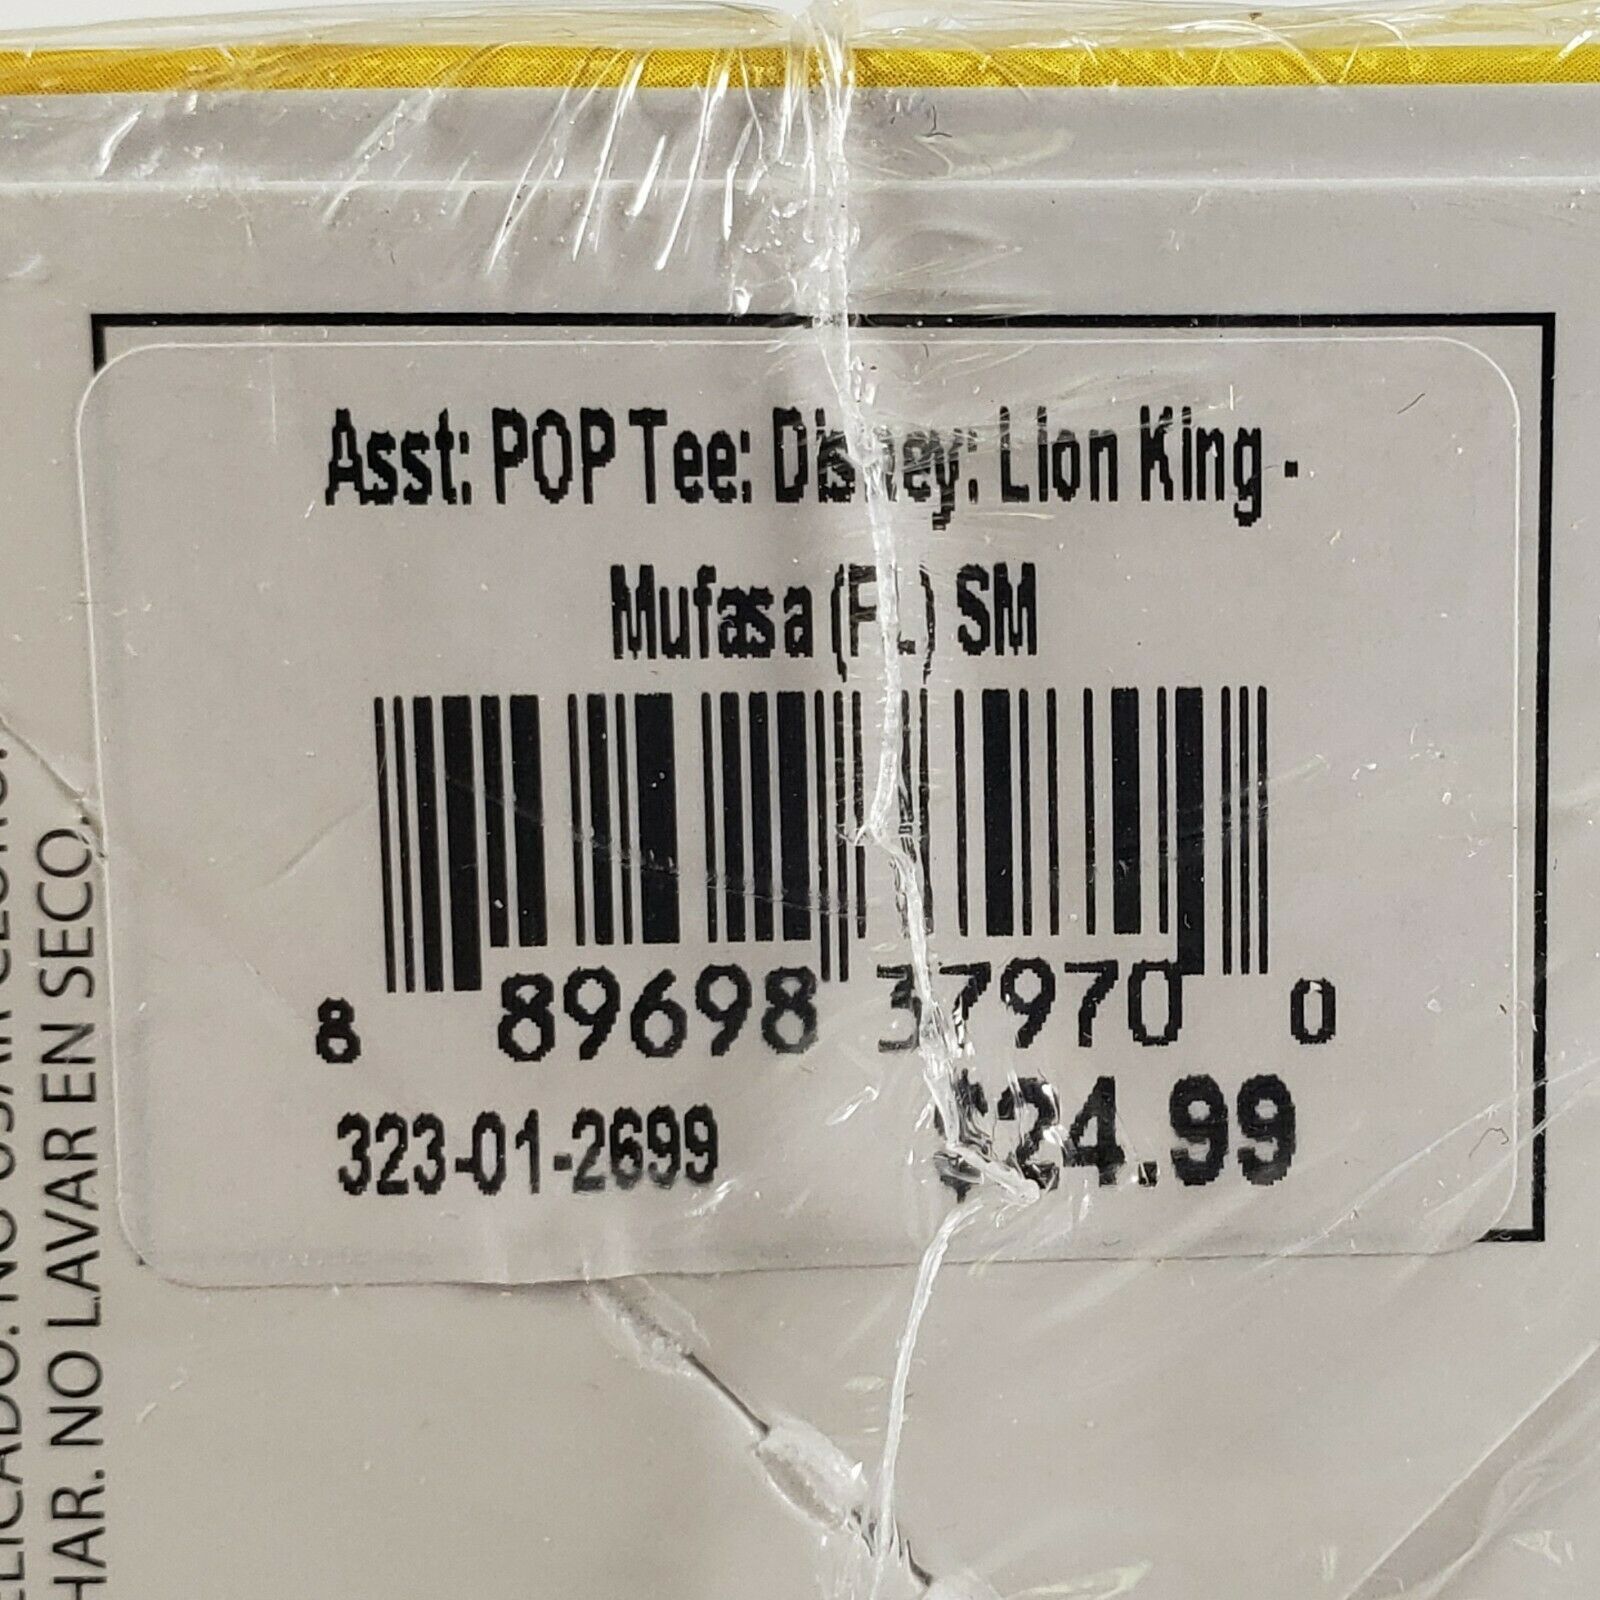 Asst: POP Tee: Disney: Lion King -
Mufasa (FL) SM
8 89698 37970 0
323-01-2699 $24.99
HAR. NO LAVAR EN SECO.